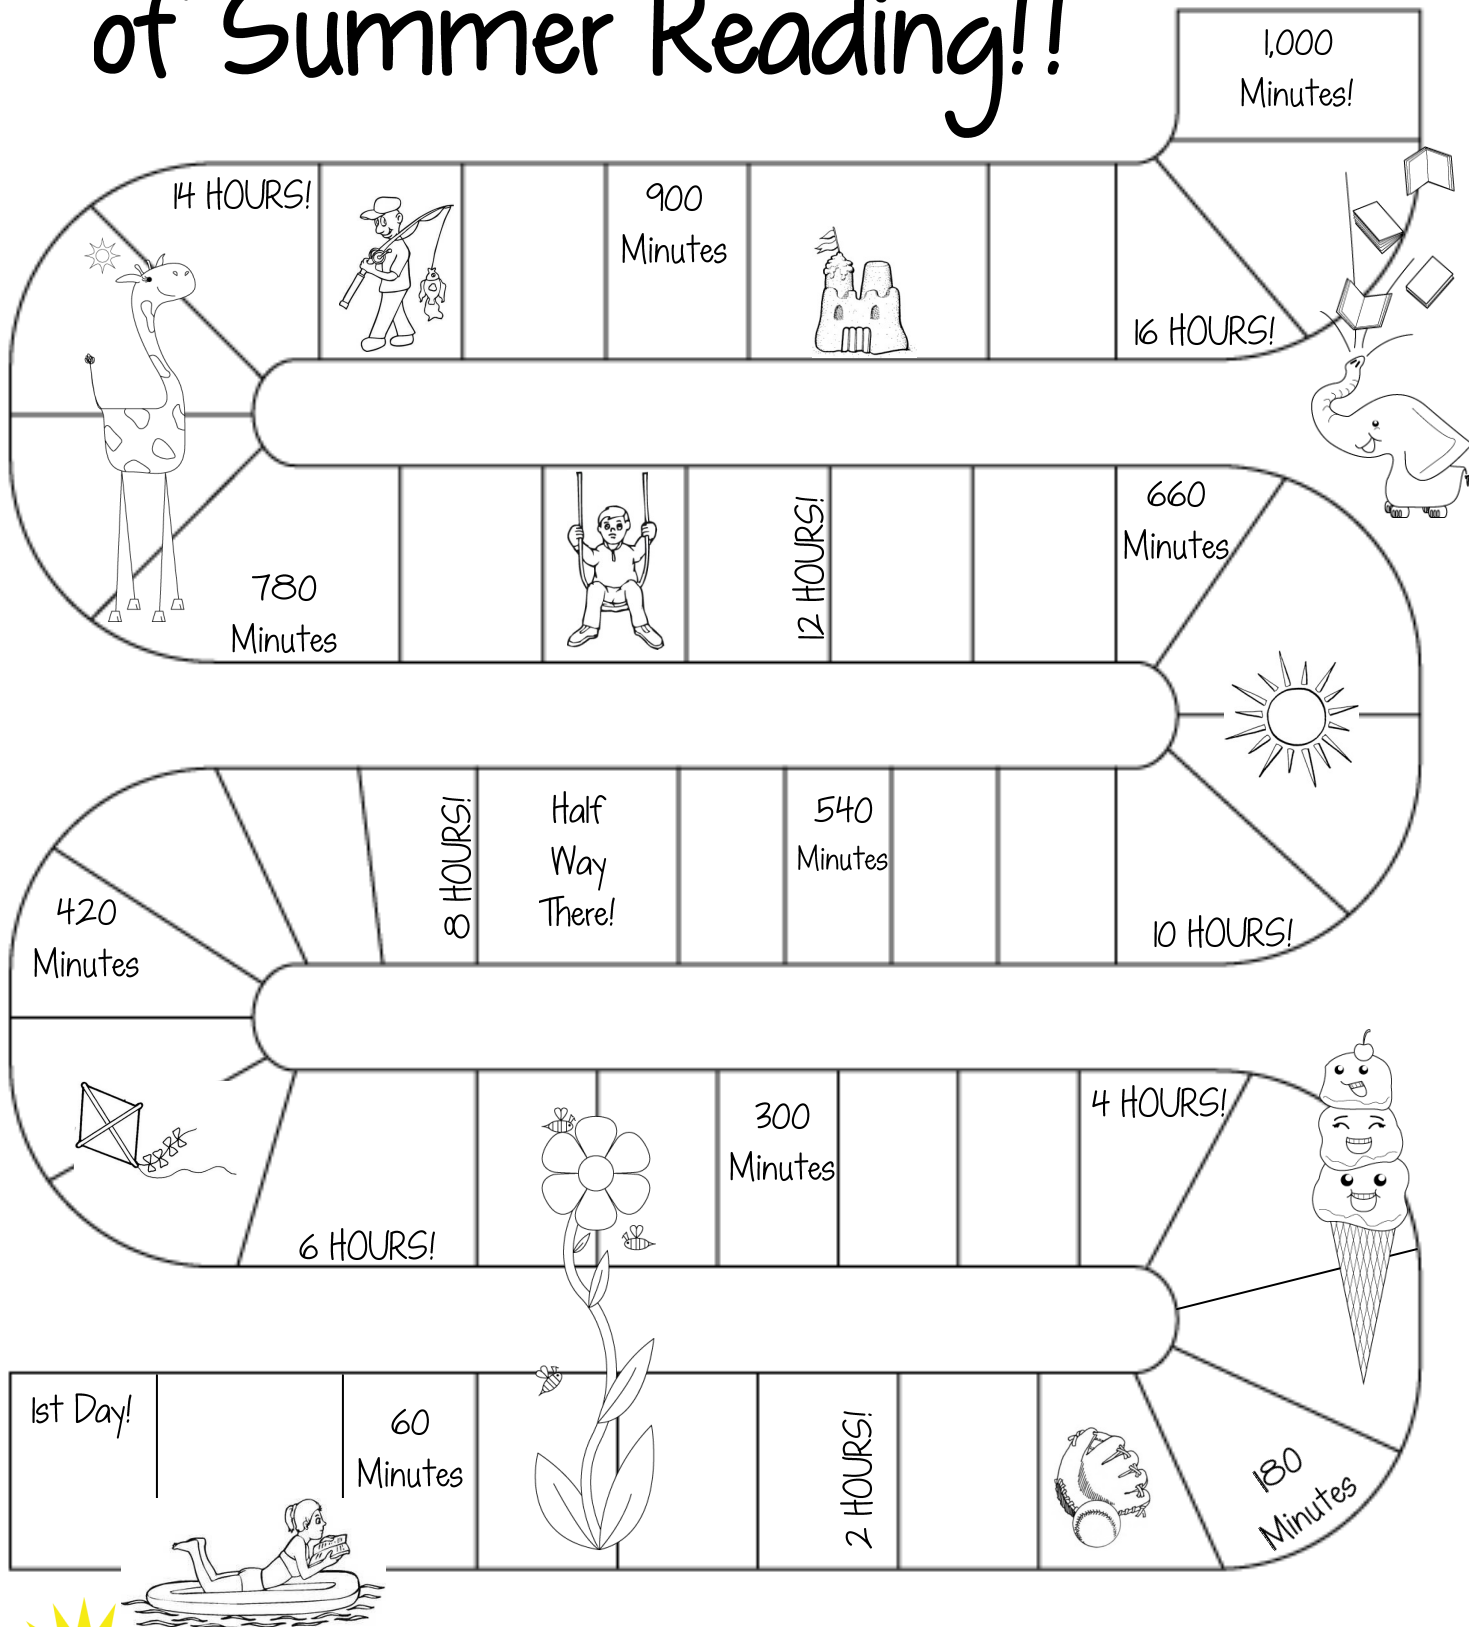 of Summer Reading!!
1,000
Minutes!
14 HOURS!
900
Minutes
16 HOURS!
660
Minutes
12 HOURS!
780
Minutes
8 HOURS!
Half
Way
There!
540
Minutes
10 HOURS!
420
Minutes
4 HOURS!
300
Minutes
6 HOURS!
1st Day!
60
Minutes
2 HOURS!
180
Minutes